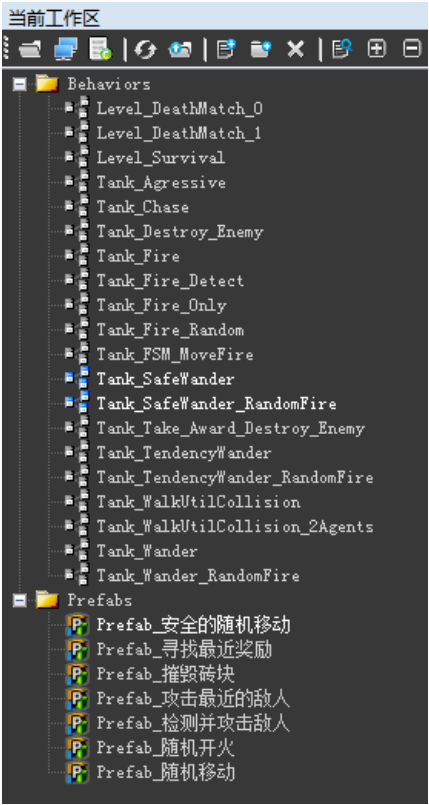 当前工作区
Behaviors
Level_DeathMatch_0
Level_DeathMatch_1
Level_Survival
Tank_Agressive
Tank_Chase
Tank_Destroy_Enemy
Tank_Fire
Tank_Fire_Detect
Tank_Fire_Only
Tank_Fire_Random
Tank_FSM_MoveFire
Tank_SafeWander
Tank_SafeWander_RandomFire
Tank_Take_Award_Destroy_Enemy
Tank_TendencyWander
Tank_TendencyWander_RandomFire
Tank_WalkUtilCollision
Tank_WalkUtilCollision_2Agents
Tank_Wander
Tank_Wander_RandomFire
Prefabs
Prefab_安全的随机移动
Prefab_寻找最近奖励
Prefab_摧毁砖块
Prefab_攻击最近的敌人
Prefab_检测并攻击敌人
Prefab_随机开火
Prefab_随机移动